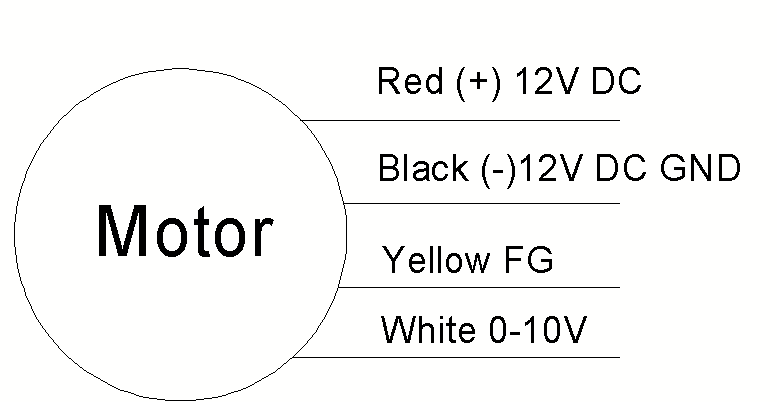 Red (+) 12V DC
Black (-)12V DC GND
Motor
Yellow FG
White 0-10V